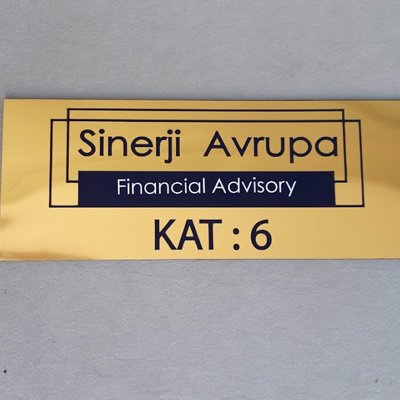 Sinerji Avrupa
Financial Advisory
KAT : 6